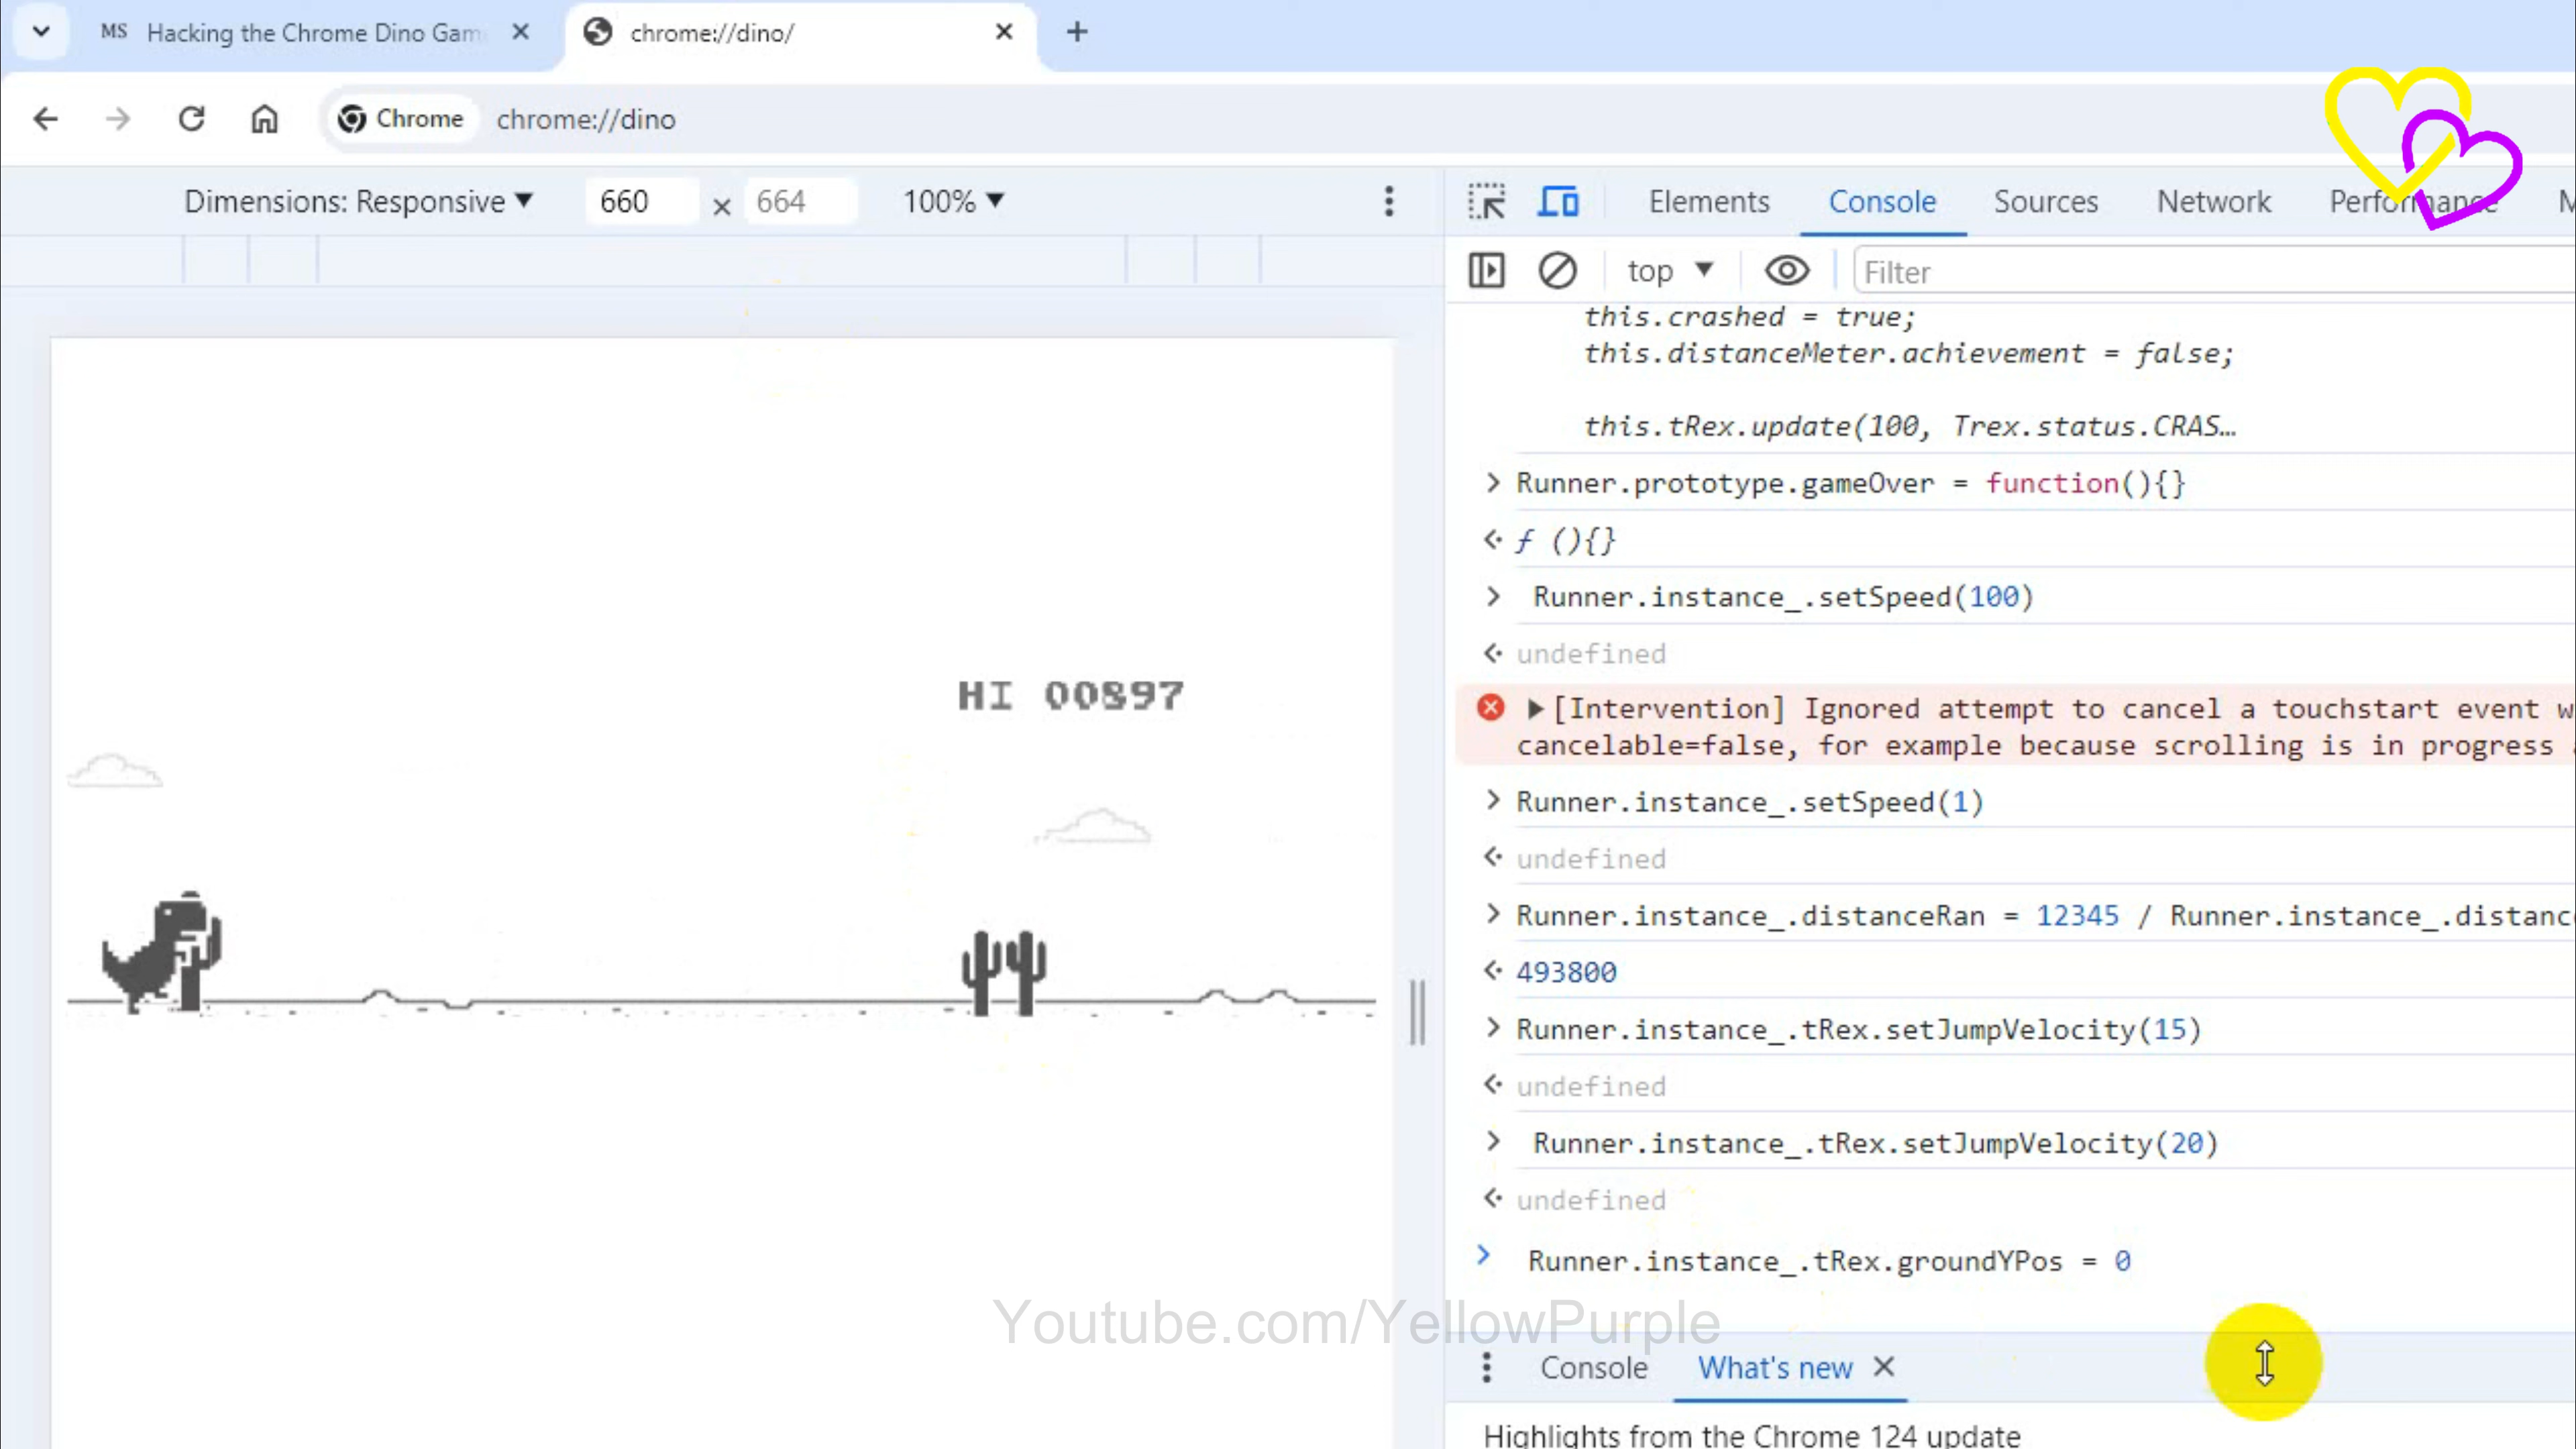 MS Hacking the Chrome Dino Gam
chrome://dino/
Chrome chrome://dino
Dimensions: Responsive 660 × 664 100%
Elements Console Sources Network Performance M
top Filter
this.crashed = true;
this.distanceMeter.achievement = false;
this.tRex.update(100, Trex.status.CRAS…
Runner.prototype.gameOver = function(){}
ƒ (){}
Runner.instance_.setSpeed(100)
undefined
HI 00897
[Intervention] Ignored attempt to cancel a touchstart event w
cancelable=false, for example because scrolling is in progress
Runner.instance_.setSpeed(1)
undefined
Runner.instance_.distanceRan = 12345 / Runner.instance_.distanc
493800
Runner.instance_.tRex.setJumpVelocity(15)
undefined
Runner.instance_.tRex.setJumpVelocity(20)
undefined
Runner.instance_.tRex.groundYPos = 0
Youtube.com/YellowPurple
Console What's new
Highlights from the Chrome 124 update